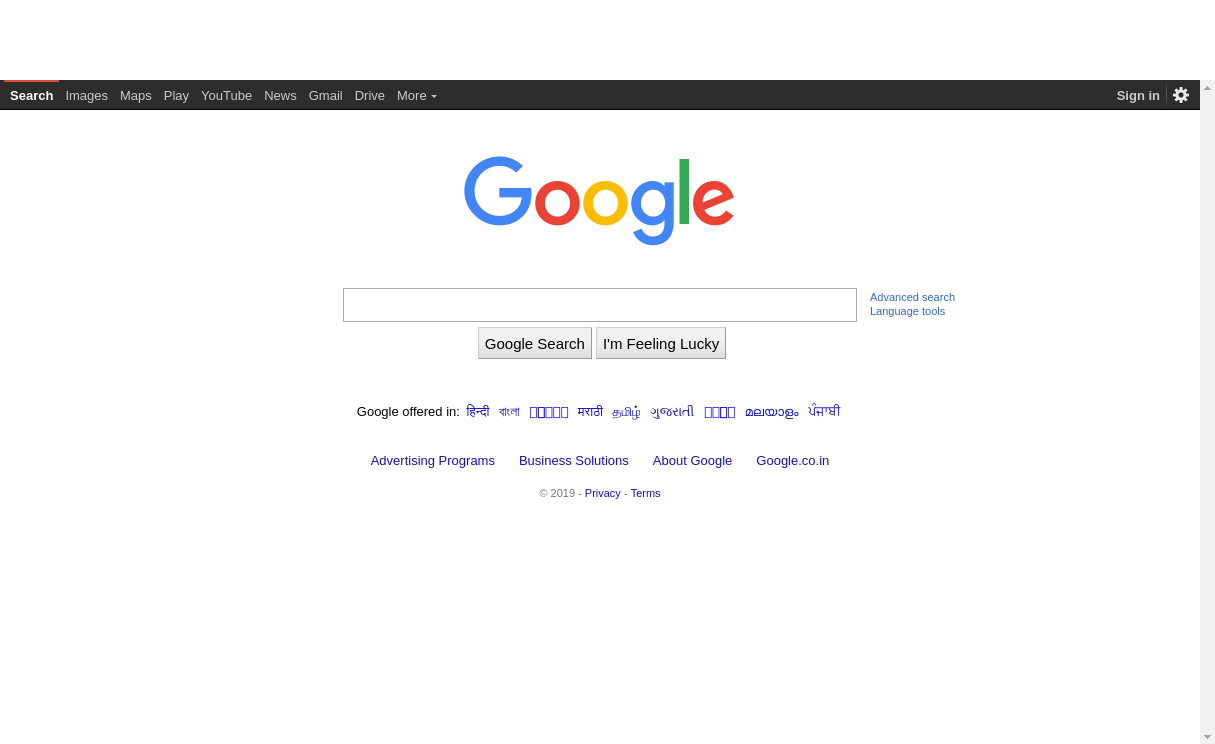 Search Images Maps Play YouTube News Gmail Drive More Sign in
Google
Advanced search
Language tools
Google Search I'm Feeling Lucky
Google offered in: हिन्दी বাংলা मराठी தமிழ் ગુજરાતી മലയാളം ਪੰਜਾਬੀ
Advertising Programs Business Solutions About Google Google.co.in
© 2019 - Privacy - Terms